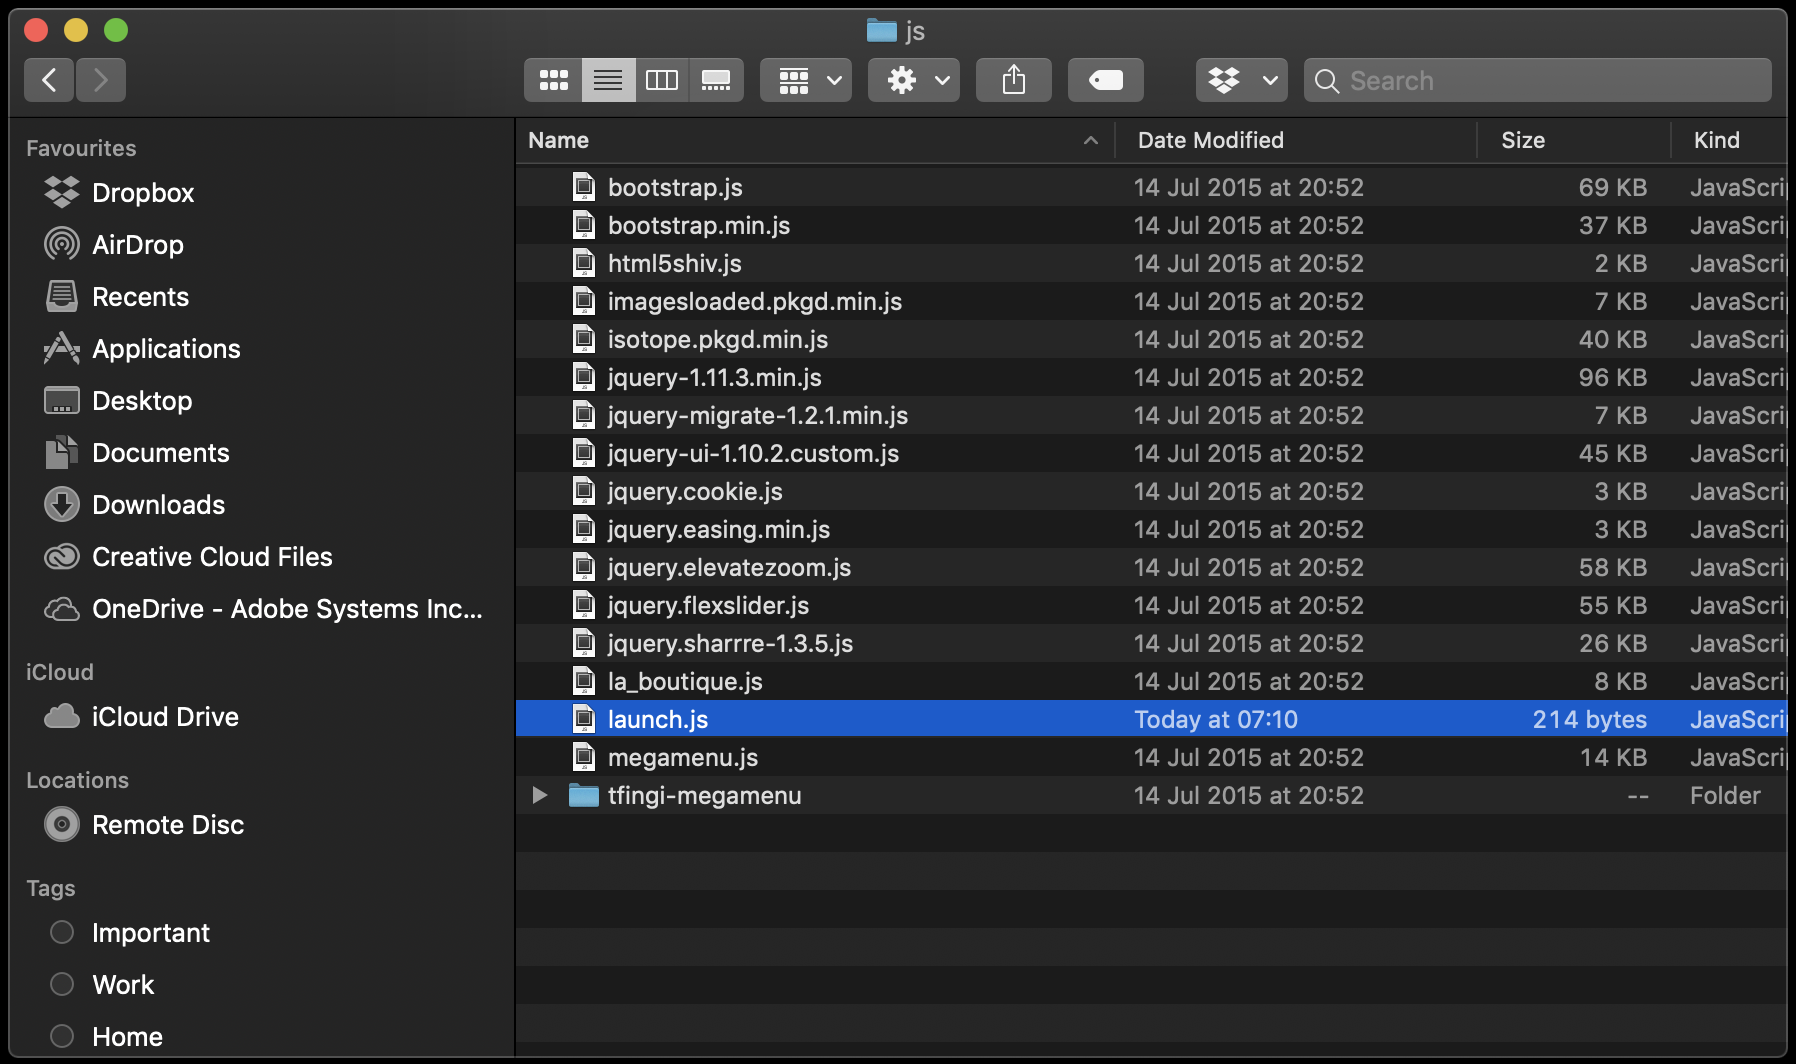 js
Search
Favourites
Dropbox
AirDrop
Recents
Applications
Desktop
Documents
Downloads
Creative Cloud Files
OneDrive - Adobe Systems Inc...
iCloud
iCloud Drive
Locations
Remote Disc
Tags
Important
Work
Home
Name Date Modified Size Kind
bootstrap.js 14 Jul 2015 at 20:52 69 KB JavaScri
bootstrap.min.js 14 Jul 2015 at 20:52 37 KB JavaScri
html5shiv.js 14 Jul 2015 at 20:52 2 KB JavaScri
imagesloaded.pkgd.min.js 14 Jul 2015 at 20:52 7 KB JavaScri
isotope.pkgd.min.js 14 Jul 2015 at 20:52 40 KB JavaScri
jquery-1.11.3.min.js 14 Jul 2015 at 20:52 96 KB JavaScri
jquery-migrate-1.2.1.min.js 14 Jul 2015 at 20:52 7 KB JavaScri
jquery-ui-1.10.2.custom.js 14 Jul 2015 at 20:52 45 KB JavaScri
jquery.cookie.js 14 Jul 2015 at 20:52 3 KB JavaScri
jquery.easing.min.js 14 Jul 2015 at 20:52 3 KB JavaScri
jquery.elevatezoom.js 14 Jul 2015 at 20:52 58 KB JavaScri
jquery.flexslider.js 14 Jul 2015 at 20:52 55 KB JavaScri
jquery.sharrre-1.3.5.js 14 Jul 2015 at 20:52 26 KB JavaScri
la_boutique.js 14 Jul 2015 at 20:52 8 KB JavaScri
launch.js Today at 07:10 214 bytes JavaScri
megamenu.js 14 Jul 2015 at 20:52 14 KB JavaScri
tfingi-megamenu 14 Jul 2015 at 20:52 -- Folder